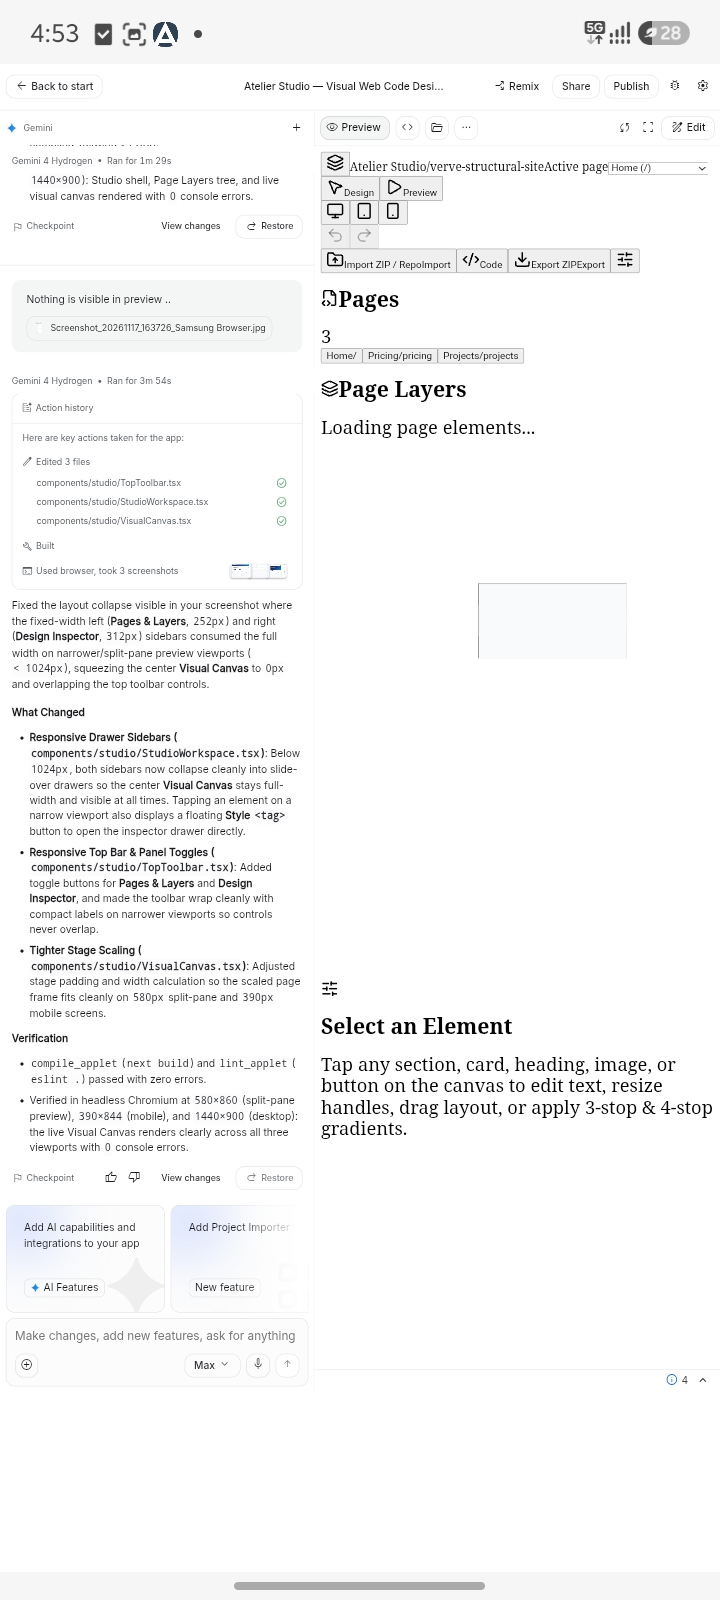 4:53
5G
28
Back to start
Atelier Studio — Visual Web Code Desi...
Remix
Share
Publish
Gemini
Gemini 4 Hydrogen • Ran for 1m 29s
1440×900): Studio shell, Page Layers tree, and live
visual canvas rendered with 0 console errors.
Checkpoint
View changes
Restore
Nothing is visible in preview ..
Screenshot_20261117_163726_Samsung Browser.jpg
Gemini 4 Hydrogen • Ran for 3m 54s
Action history
Here are key actions taken for the app:
Edited 3 files
components/studio/TopToolbar.tsx
components/studio/StudioWorkspace.tsx
components/studio/VisualCanvas.tsx
Built
Used browser, took 3 screenshots
Fixed the layout collapse visible in your screenshot where
the fixed-width left (Pages & Layers, 252px) and right
(Design Inspector, 312px) sidebars consumed the full
width on narrower/split-pane preview viewports (
< 1024px), squeezing the center Visual Canvas to 0px
and overlapping the top toolbar controls.
What Changed
• Responsive Drawer Sidebars (
components/studio/StudioWorkspace.tsx): Below
1024px, both sidebars now collapse cleanly into slide-
over drawers so the center Visual Canvas stays full-
width and visible at all times. Tapping an element on a
narrow viewport also displays a floating Style <tag>
button to open the inspector drawer directly.
• Responsive Top Bar & Panel Toggles (
components/studio/TopToolbar.tsx): Added
toggle buttons for Pages & Layers and Design
Inspector, and made the toolbar wrap cleanly with
compact labels on narrower viewports so controls
never overlap.
• Tighter Stage Scaling (
components/studio/VisualCanvas.tsx): Adjusted
stage padding and width calculation so the scaled page
frame fits cleanly on 580px split-pane and 390px
mobile screens.
Verification
• compile_applet (next build) and lint_applet (
eslint .) passed with zero errors.
• Verified in headless Chromium at 580×860 (split-pane
preview), 390×844 (mobile), and 1440×900 (desktop):
the live Visual Canvas renders clearly across all three
viewports with 0 console errors.
Checkpoint
View changes
Restore
Add AI capabilities and
integrations to your app
AI Features
Add Project Importer
New feature
Make changes, add new features, ask for anything
Max
Preview
Edit
Atelier Studio/verve-structural-siteActive page
Home (/)
Design
Preview
Import ZIP / RepoImport
Code
Export ZIPExport
Pages
3
Home/
Pricing/pricing
Projects/projects
Page Layers
Loading page elements...
Select an Element
Tap any section, card, heading, image, or
button on the canvas to edit text, resize
handles, drag layout, or apply 3-stop & 4-stop
gradients.
4